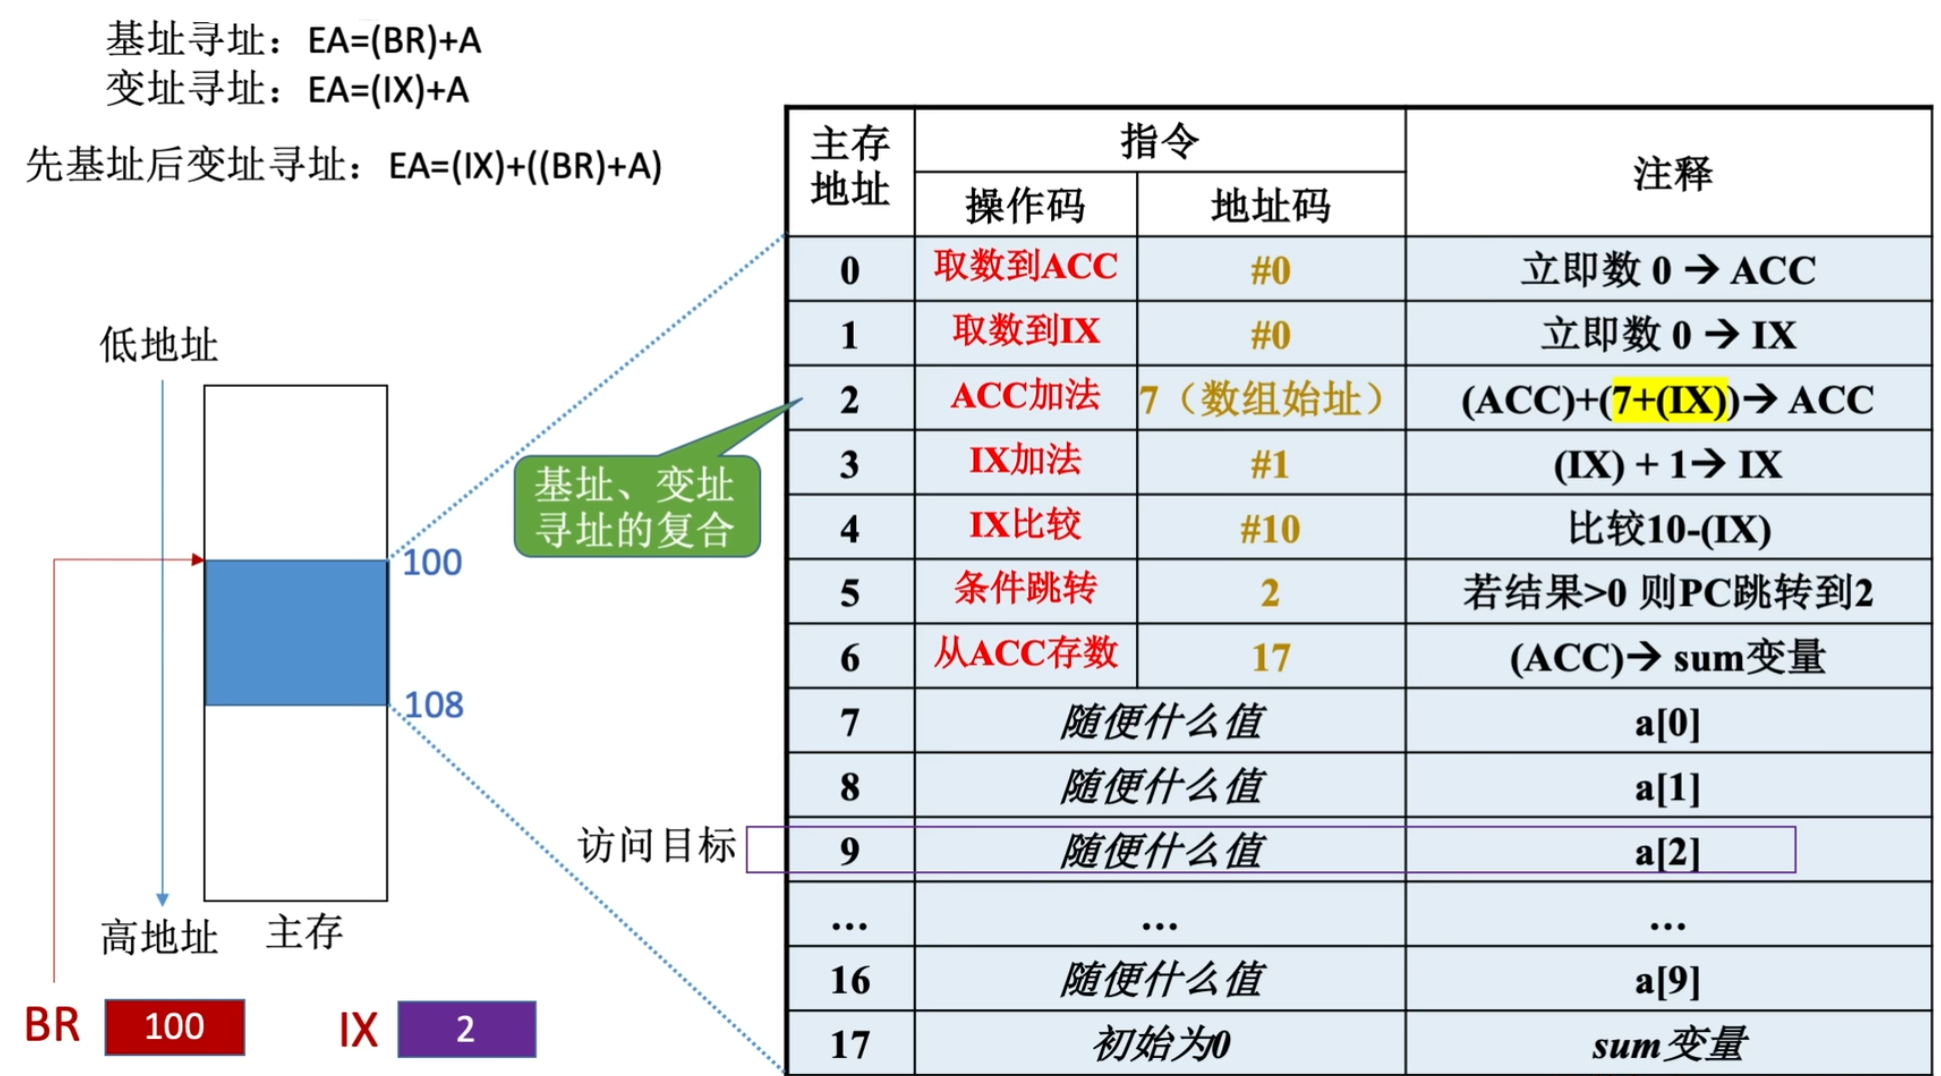 基址寻址：EA=(BR)+A
变址寻址：EA=(IX)+A
先基址后变址寻址：EA=(IX)+((BR)+A)
低地址
100
108
高地址
主存
BR 100 IX 2
基址、变址
寻址的复合
访问目标
主存地址 指令 注释
操作码 地址码
0 取数到ACC #0 立即数 0 → ACC
1 取数到IX #0 立即数 0 → IX
2 ACC加法 7（数组始址） (ACC)+(7+(IX))→ ACC
3 IX加法 #1 (IX) + 1→ IX
4 IX比较 #10 比较10-(IX)
5 条件跳转 2 若结果>0 则PC跳转到2
6 从ACC存数 17 (ACC)→ sum变量
7 随便什么值 a[0]
8 随便什么值 a[1]
9 随便什么值 a[2]
... ... ...
16 随便什么值 a[9]
17 初始为0 sum变量